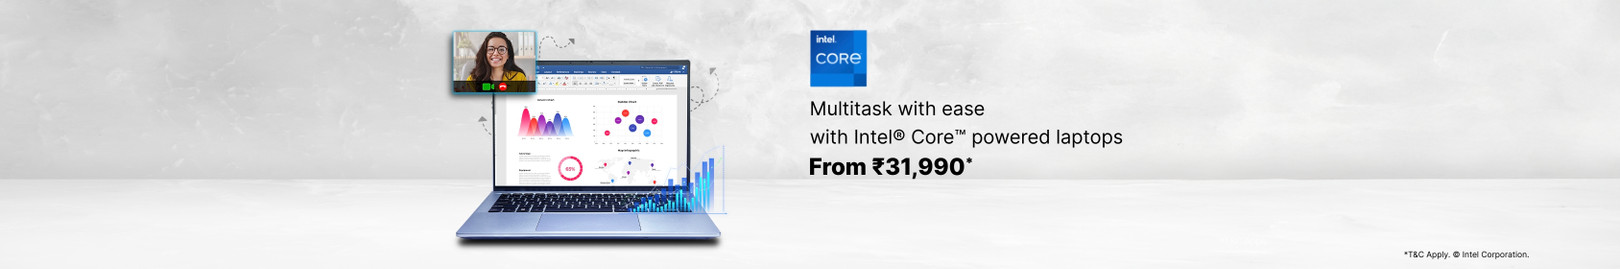 intel.
CORE
Multitask with ease
with Intel® Core™ powered laptops
From ₹31,990*
*T&C Apply. © Intel Corporation.